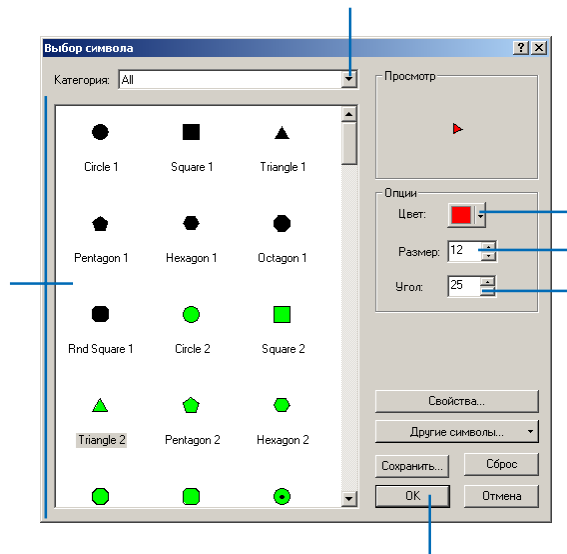 Выбор символа
Категория: All
Circle 1 Square 1 Triangle 1
Pentagon 1 Hexagon 1 Octagon 1
Rnd Square 1 Circle 2 Square 2
Triangle 2 Pentagon 2 Hexagon 2
Просмотр
Опции
Цвет:
Размер: 12
Угол: 25
Свойства...
Другие символы...
Сохранить... Сброс
OK Отмена